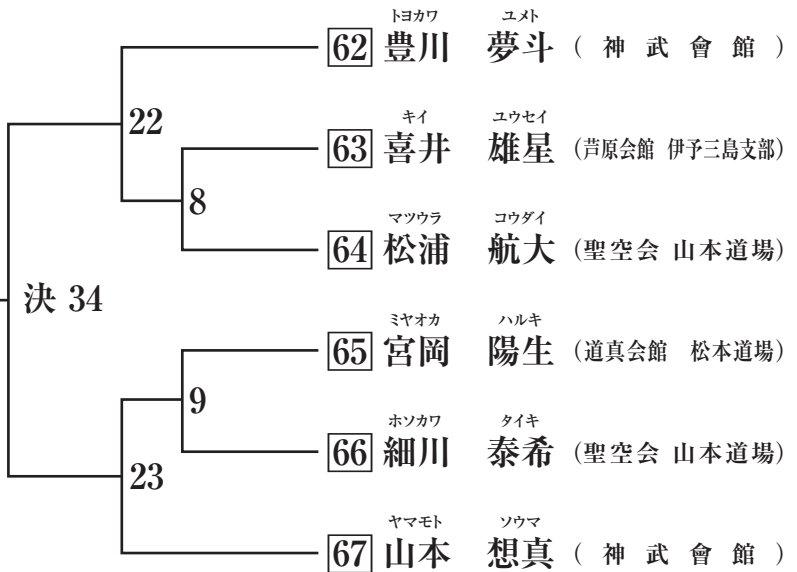 トヨカワ ユメト
62 豊川 夢斗 ( 神 武 會 館 )
22
キイ ユウセイ
63 喜井 雄星 (芦原会館 伊予三島支部)
8
マツウラ コウダイ
64 松浦 航大 (聖空会 山本道場)
決 34
ミヤオカ ハルキ
65 宮岡 陽生 (道真会館 松本道場)
9
ホソカワ タイキ
66 細川 泰希 (聖空会 山本道場)
23
ヤマモト ソウマ
67 山本 想真 ( 神 武 會 館 )